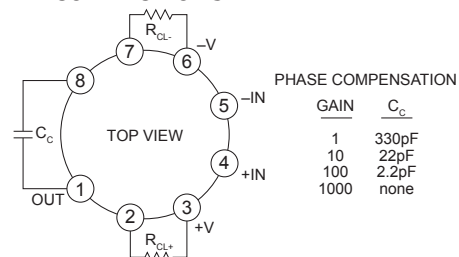 R_CL-
−V
7
6
8
5
−IN
C_C
TOP VIEW
4
+IN
1
OUT
2
3
+V
R_CL+
PHASE COMPENSATION
GAIN C_C
1 330pF
10 22pF
100 2.2pF
1000 none